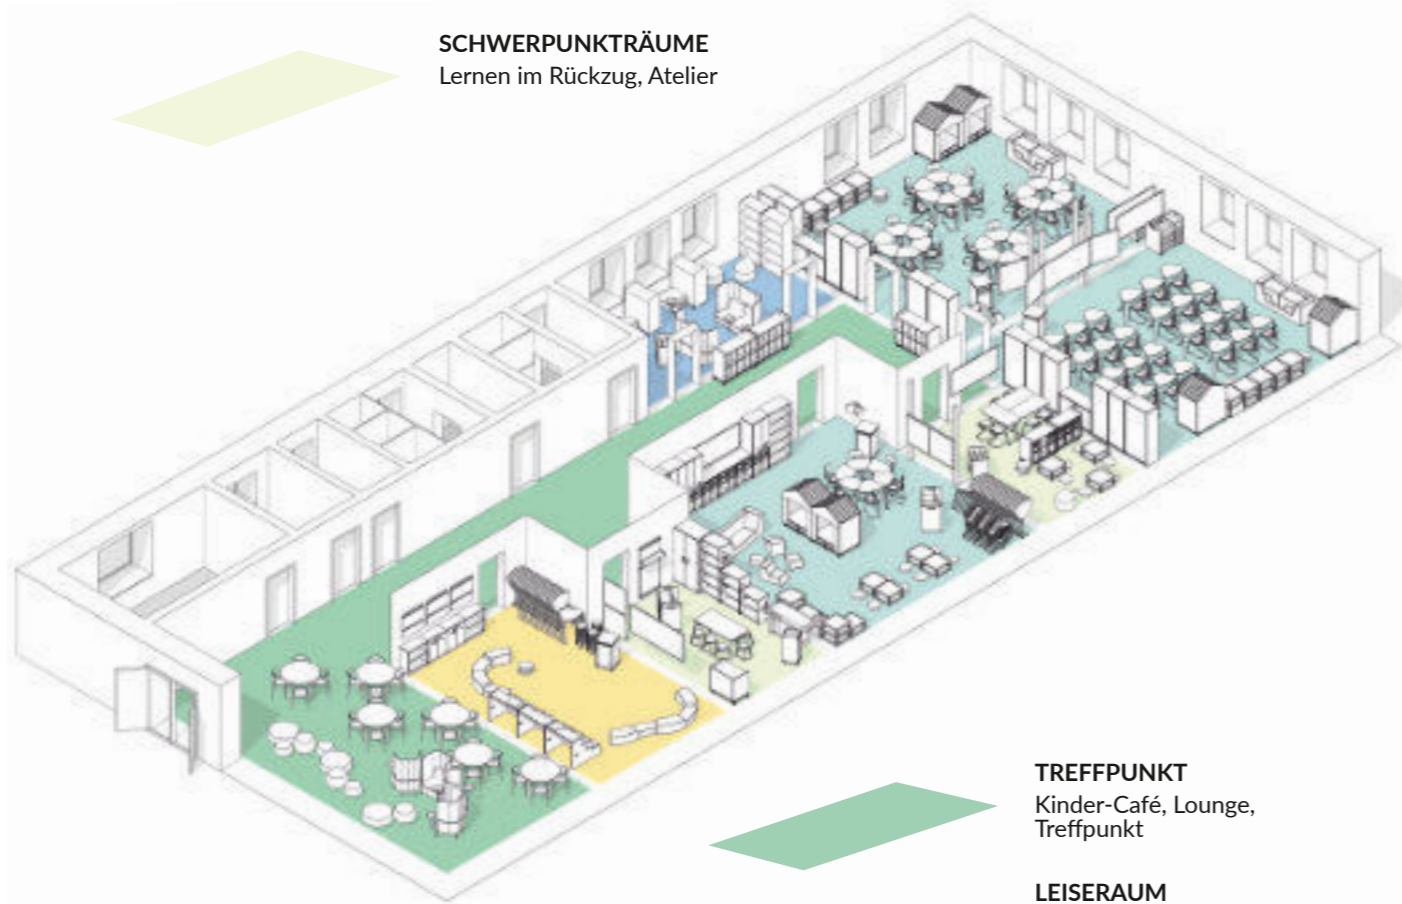 SCHWERPUNKTRÄUME
Lernen im Rückzug, Atelier
TREFFPUNKT
Kinder-Café, Lounge,
Treffpunkt
LEISERAUM